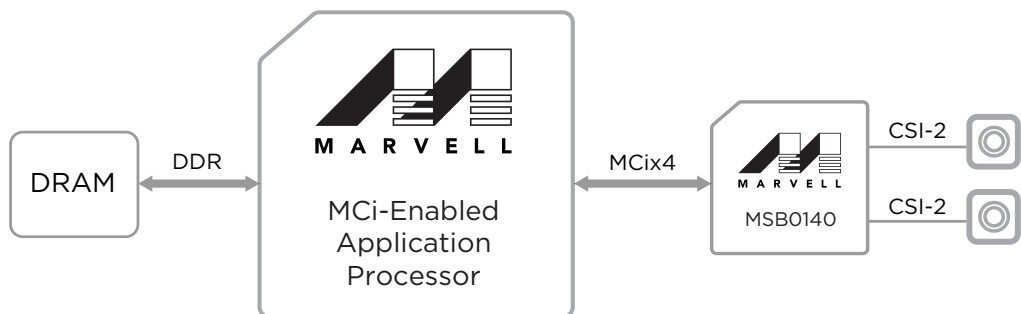 DRAM
DDR
MARVELL
MCi-Enabled
Application
Processor
MCix4
MARVELL
MSB0140
CSI-2
CSI-2